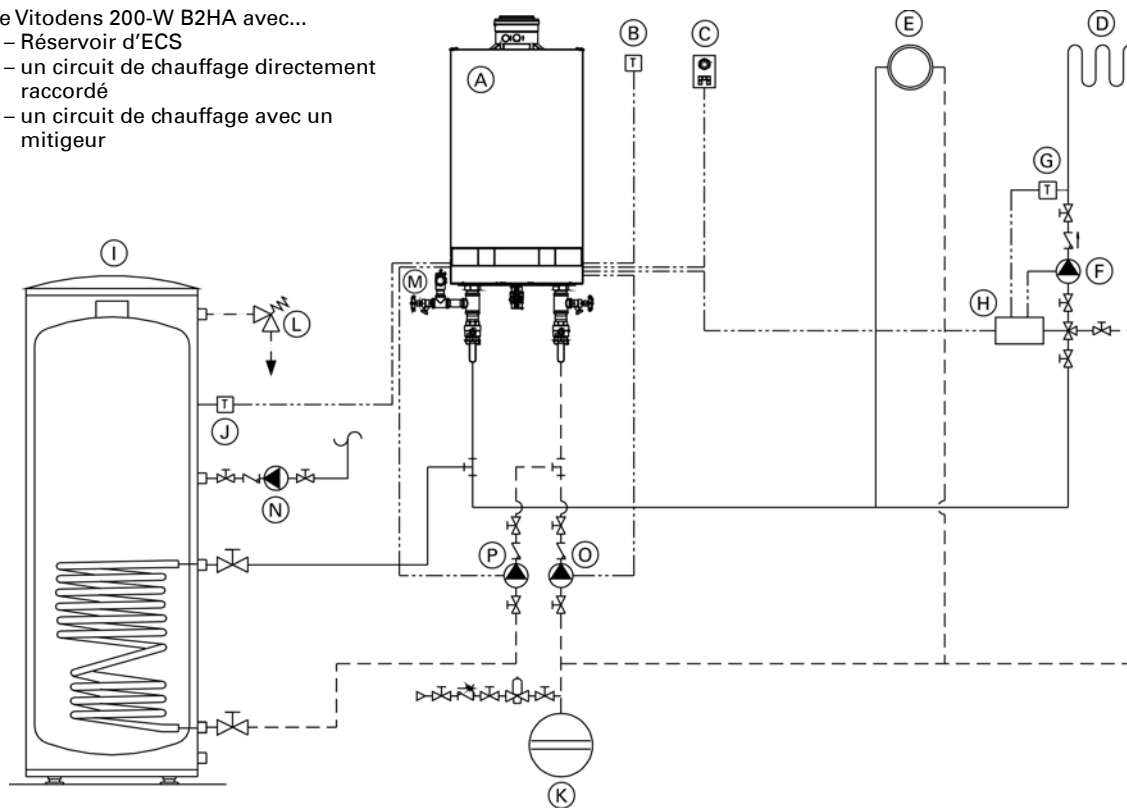 e Vitodens 200-W B2HA avec...
– Réservoir d’ECS
– un circuit de chauffage directement
raccordé
– un circuit de chauffage avec un
mitigeur
A
B
T
C
E
D
G
T
F
H
I
M
L
T
J
N
P
O
K